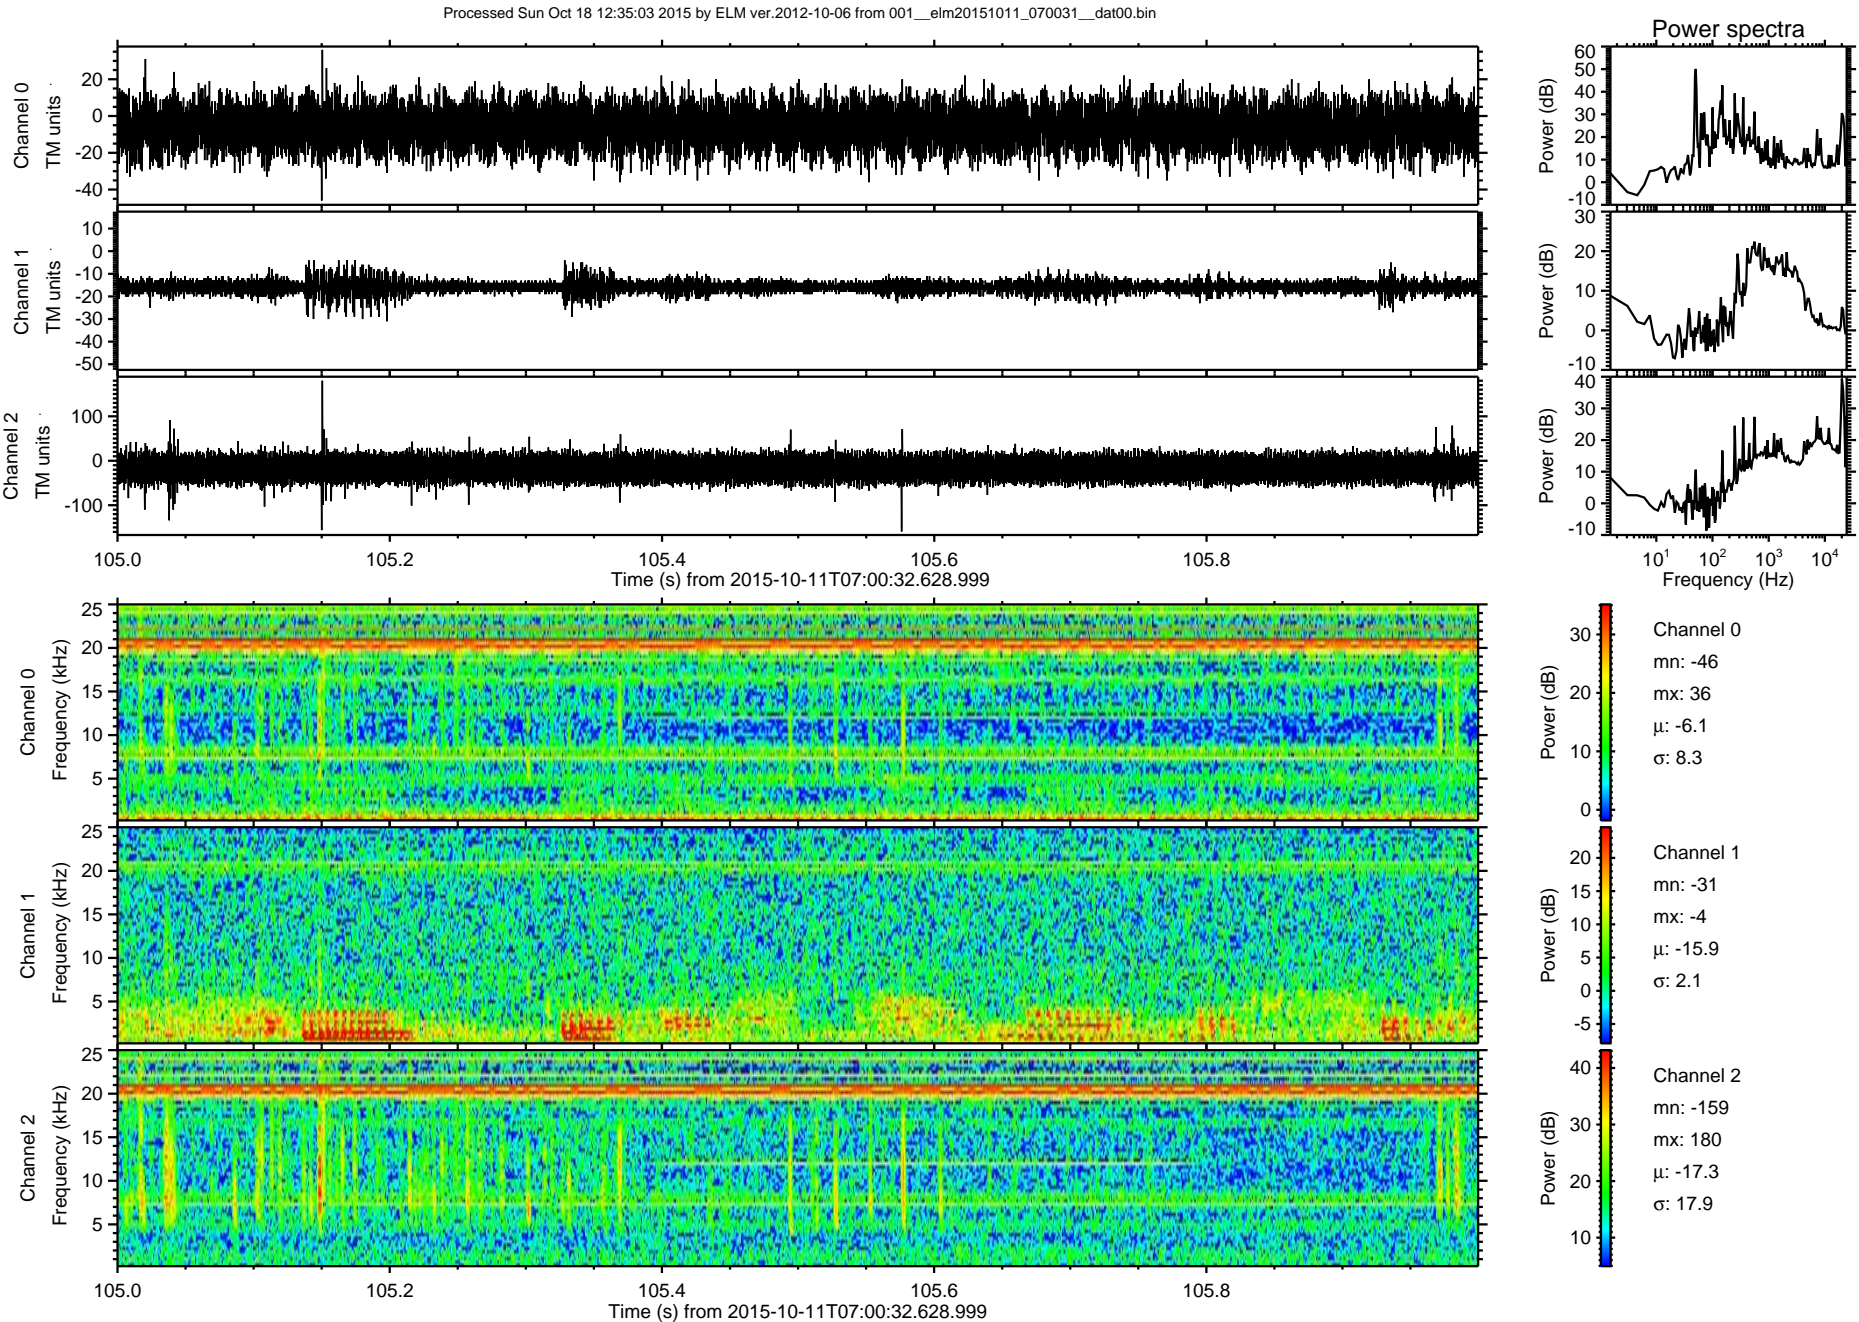 Processed Sun Oct 18 12:35:03 2015 by ELM ver.2012-10-06 from 001__elm20151011_070031__dat00.bin
Power spectra
Channel 0
TM units
20
0
-20
-40
Power (dB)
60
50
40
30
20
10
0
-10
Channel 1
TM units
10
0
-10
-20
-30
-40
-50
Power (dB)
30
20
10
0
-10
Channel 2
TM units
100
0
-100
Power (dB)
40
30
20
10
0
-10
105.0 105.2 105.4 105.6 105.8
Time (s) from 2015-10-11T07:00:32.628.999
10^1 10^2 10^3 10^4
Frequency (Hz)
Channel 0
Frequency (kHz)
25
20
15
10
5
Power (dB)
30
20
10
0
Channel 0
mn: -46
mx: 36
μ: -6.1
σ: 8.3
Channel 1
Frequency (kHz)
25
20
15
10
5
Power (dB)
20
15
10
5
0
-5
Channel 1
mn: -31
mx: -4
μ: -15.9
σ: 2.1
Channel 2
Frequency (kHz)
25
20
15
10
5
Power (dB)
40
30
20
10
Channel 2
mn: -159
mx: 180
μ: -17.3
σ: 17.9
105.0 105.2 105.4 105.6 105.8
Time (s) from 2015-10-11T07:00:32.628.999